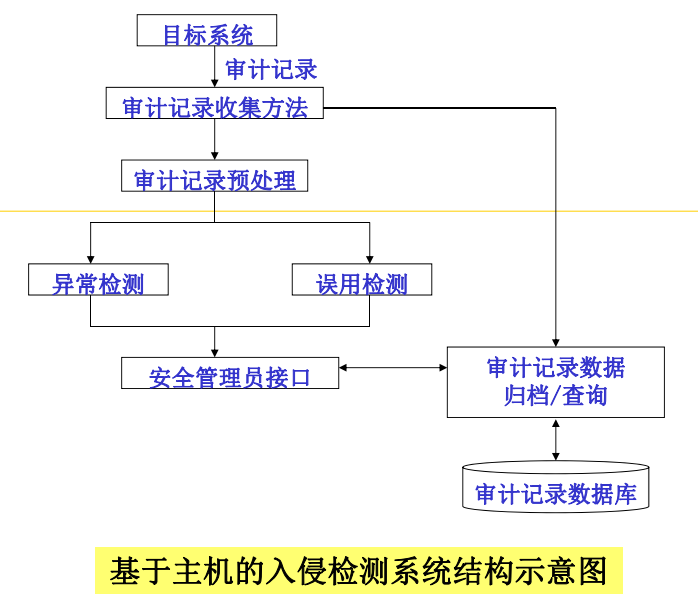 目标系统
审计记录
审计记录收集方法
审计记录预处理
异常检测
误用检测
安全管理员接口
审计记录数据
归档/查询
审计记录数据库
基于主机的入侵检测系统结构示意图